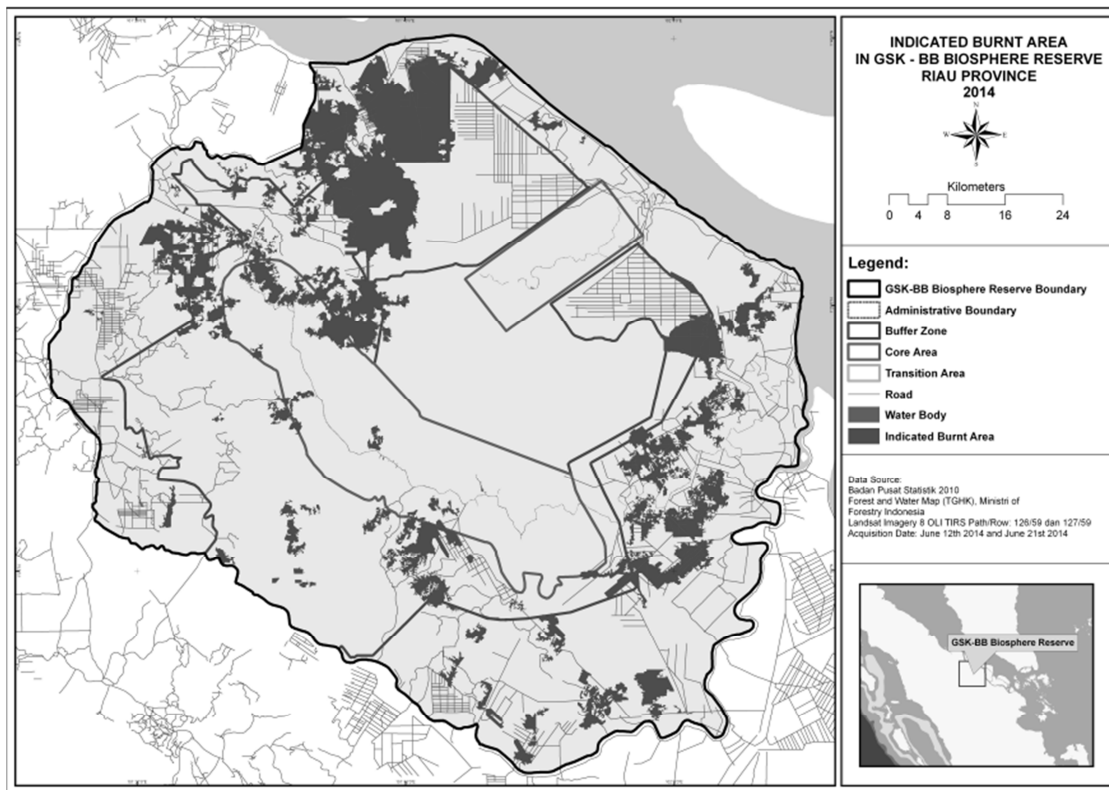 INDICATED BURNT AREA
IN GSK - BB BIOSPHERE RESERVE
RIAU PROVINCE
2014
N
W
E
S
Kilometers
0 4 8 16 24
Legend:
GSK-BB Biosphere Reserve Boundary
Administrative Boundary
Buffer Zone
Core Area
Transition Area
Road
Water Body
Indicated Burnt Area
Data Source:
Badan Pusat Statistik 2010
Forest and Water Map (TGHK), Ministri of
Forestry Indonesia
Landsat Imagery 8 OLI TIRS Path/Row: 126/59 dan 127/59
Acquisition Date: June 12th 2014 and June 21st 2014
GSK-BB Biosphere Reserve